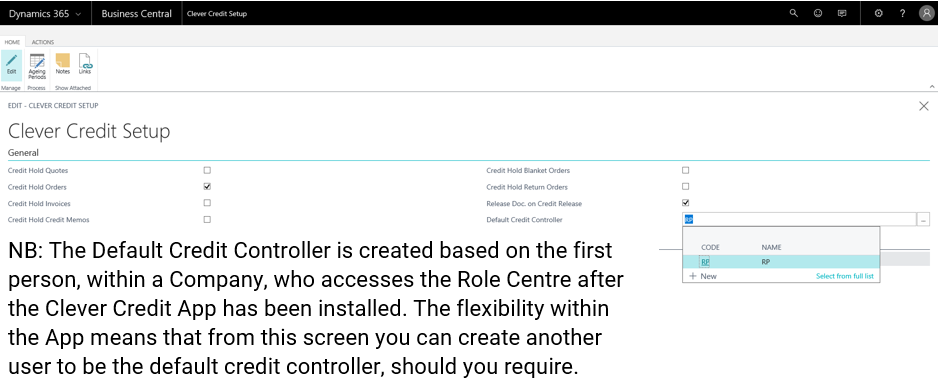 Dynamics 365 Business Central Clever Credit Setup ?
HOME ACTIONS
Edit Ageing Periods Notes Links
Manage Process Show Attached
EDIT - CLEVER CREDIT SETUP
Clever Credit Setup
General
Credit Hold Quotes Credit Hold Blanket Orders
Credit Hold Orders Credit Hold Return Orders
Credit Hold Invoices Release Doc. on Credit Release
Credit Hold Credit Memos Default Credit Controller RP ...
CODE NAME
RP RP
+ New Select from full list
NB: The Default Credit Controller is created based on the first
person, within a Company, who accesses the Role Centre after
the Clever Credit App has been installed. The flexibility within
the App means that from this screen you can create another
user to be the default credit controller, should you require.